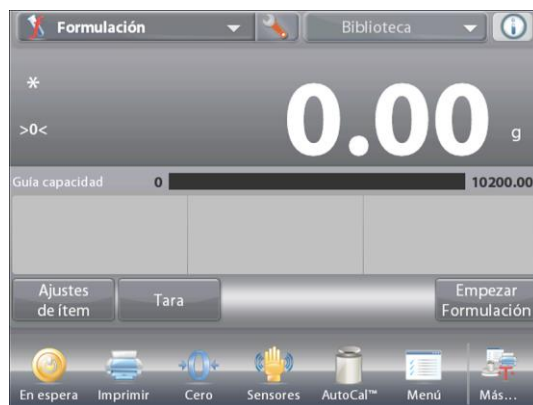 Formulación
Biblioteca
*
>0<
0.00 g
Guía capacidad 0 10200.00
Ajustes
de ítem
Tara
Empezar
Formulación
En espera
Imprimir
Cero
Sensores
AutoCal™
Menú
Más...